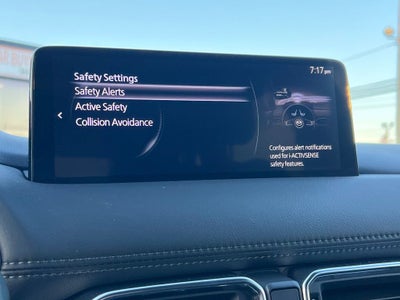 Safety Settings
7:17 pm
Safety Alerts
Active Safety
Collision Avoidance
Configures alert notifications
used for i-ACTIVSENSE
safety features.